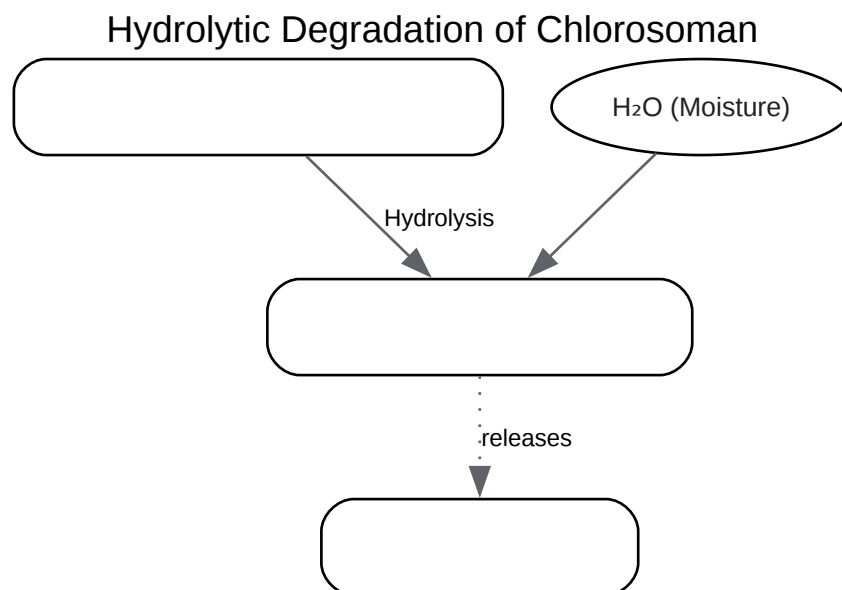 Hydrolytic Degradation of Chlorosoman
H₂O (Moisture)
Hydrolysis
releases